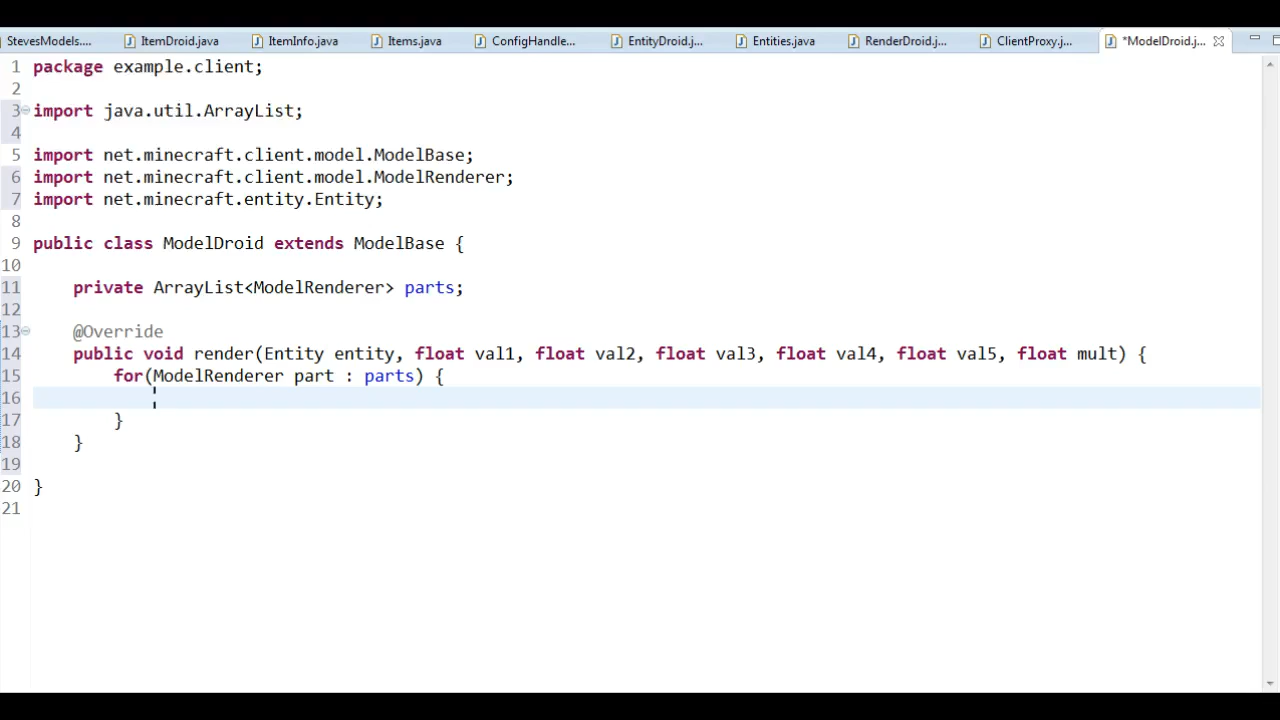 StevesModels.... ItemDroid.java ItemInfo.java Items.java ConfigHandle... EntityDroid.j... Entities.java RenderDroid.j... ClientProxy.j... *ModelDroid.j...
1 package example.client;
2
3 import java.util.ArrayList;
4
5 import net.minecraft.client.model.ModelBase;
6 import net.minecraft.client.model.ModelRenderer;
7 import net.minecraft.entity.Entity;
8
9 public class ModelDroid extends ModelBase {
10
11 private ArrayList<ModelRenderer> parts;
12
13 @Override
14 public void render(Entity entity, float val1, float val2, float val3, float val4, float val5, float mult) {
15 for(ModelRenderer part : parts) {
16
17 }
18 }
19
20 }
21